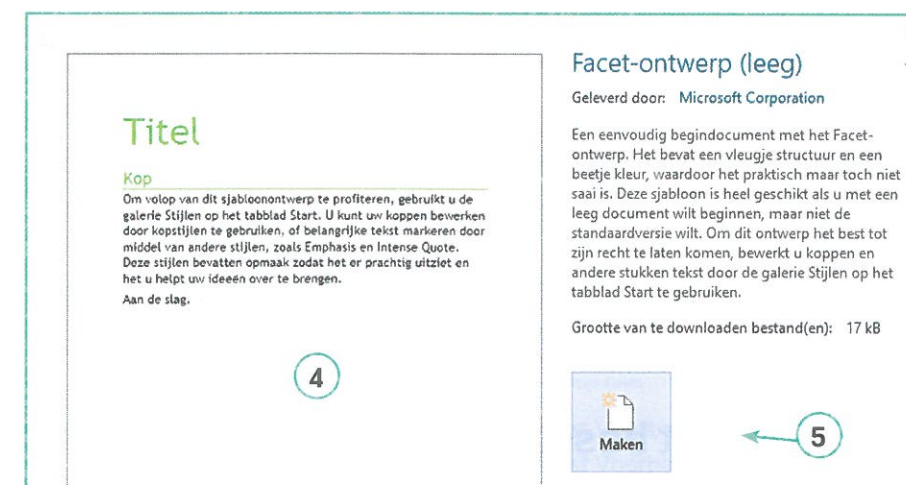 Titel
Kop
Om volop van dit sjabloonontwerp te profiteren, gebruikt u de
galerie Stijlen op het tabblad Start. U kunt uw koppen bewerken
door kopstijlen te gebruiken, of belangrijke tekst markeren door
middel van andere stijlen, zoals Emphasis en Intense Quote.
Deze stijlen bevatten opmaak zodat het er prachtig uitziet en
het u helpt uw ideeën over te brengen.
Aan de slag.
4
Facet-ontwerp (leeg)
Geleverd door: Microsoft Corporation
Een eenvoudig begindocument met het Facet-
ontwerp. Het bevat een vleugje structuur en een
beetje kleur, waardoor het praktisch maar toch niet
saai is. Deze sjabloon is heel geschikt als u met een
leeg document wilt beginnen, maar niet de
standaardversie wilt. Om dit ontwerp het best tot
zijn recht te laten komen, bewerkt u koppen en
andere stukken tekst door de galerie Stijlen op het
tabblad Start te gebruiken.
Grootte van te downloaden bestand(en): 17 kB
Maken
5